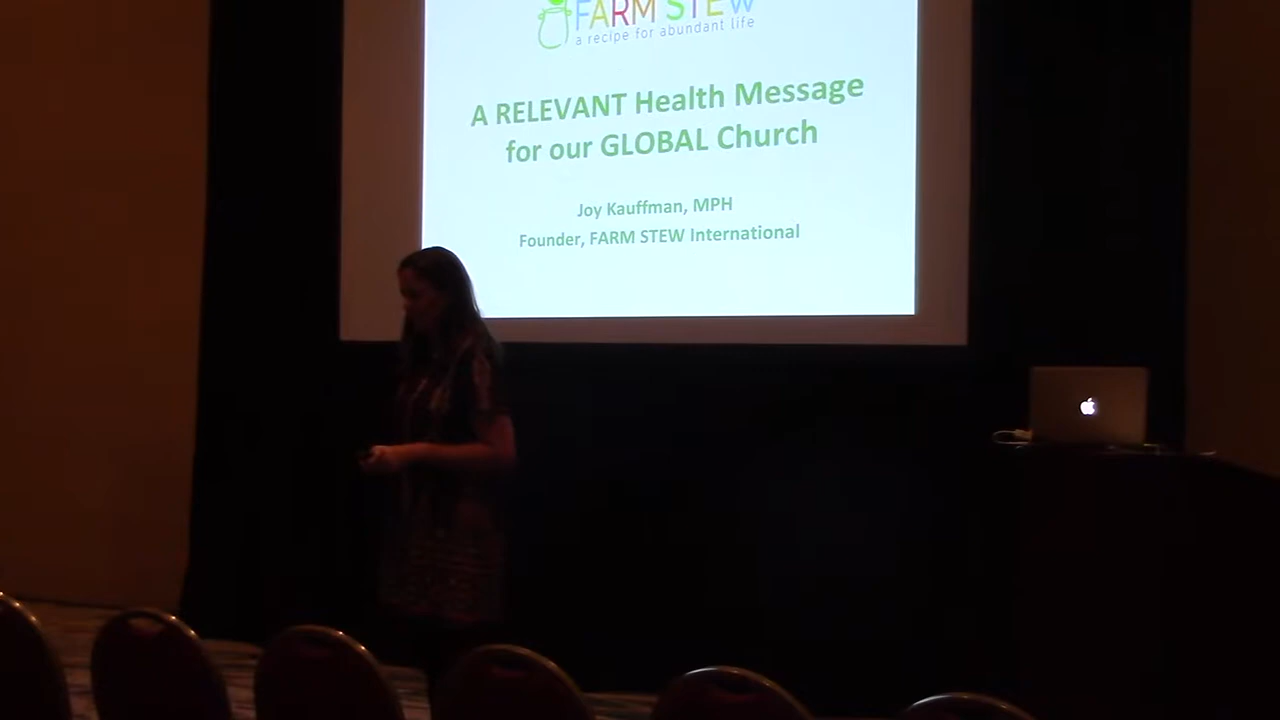 FARM STEW
a recipe for abundant life
A RELEVANT Health Message
for our GLOBAL Church
Joy Kauffman, MPH
Founder, FARM STEW International